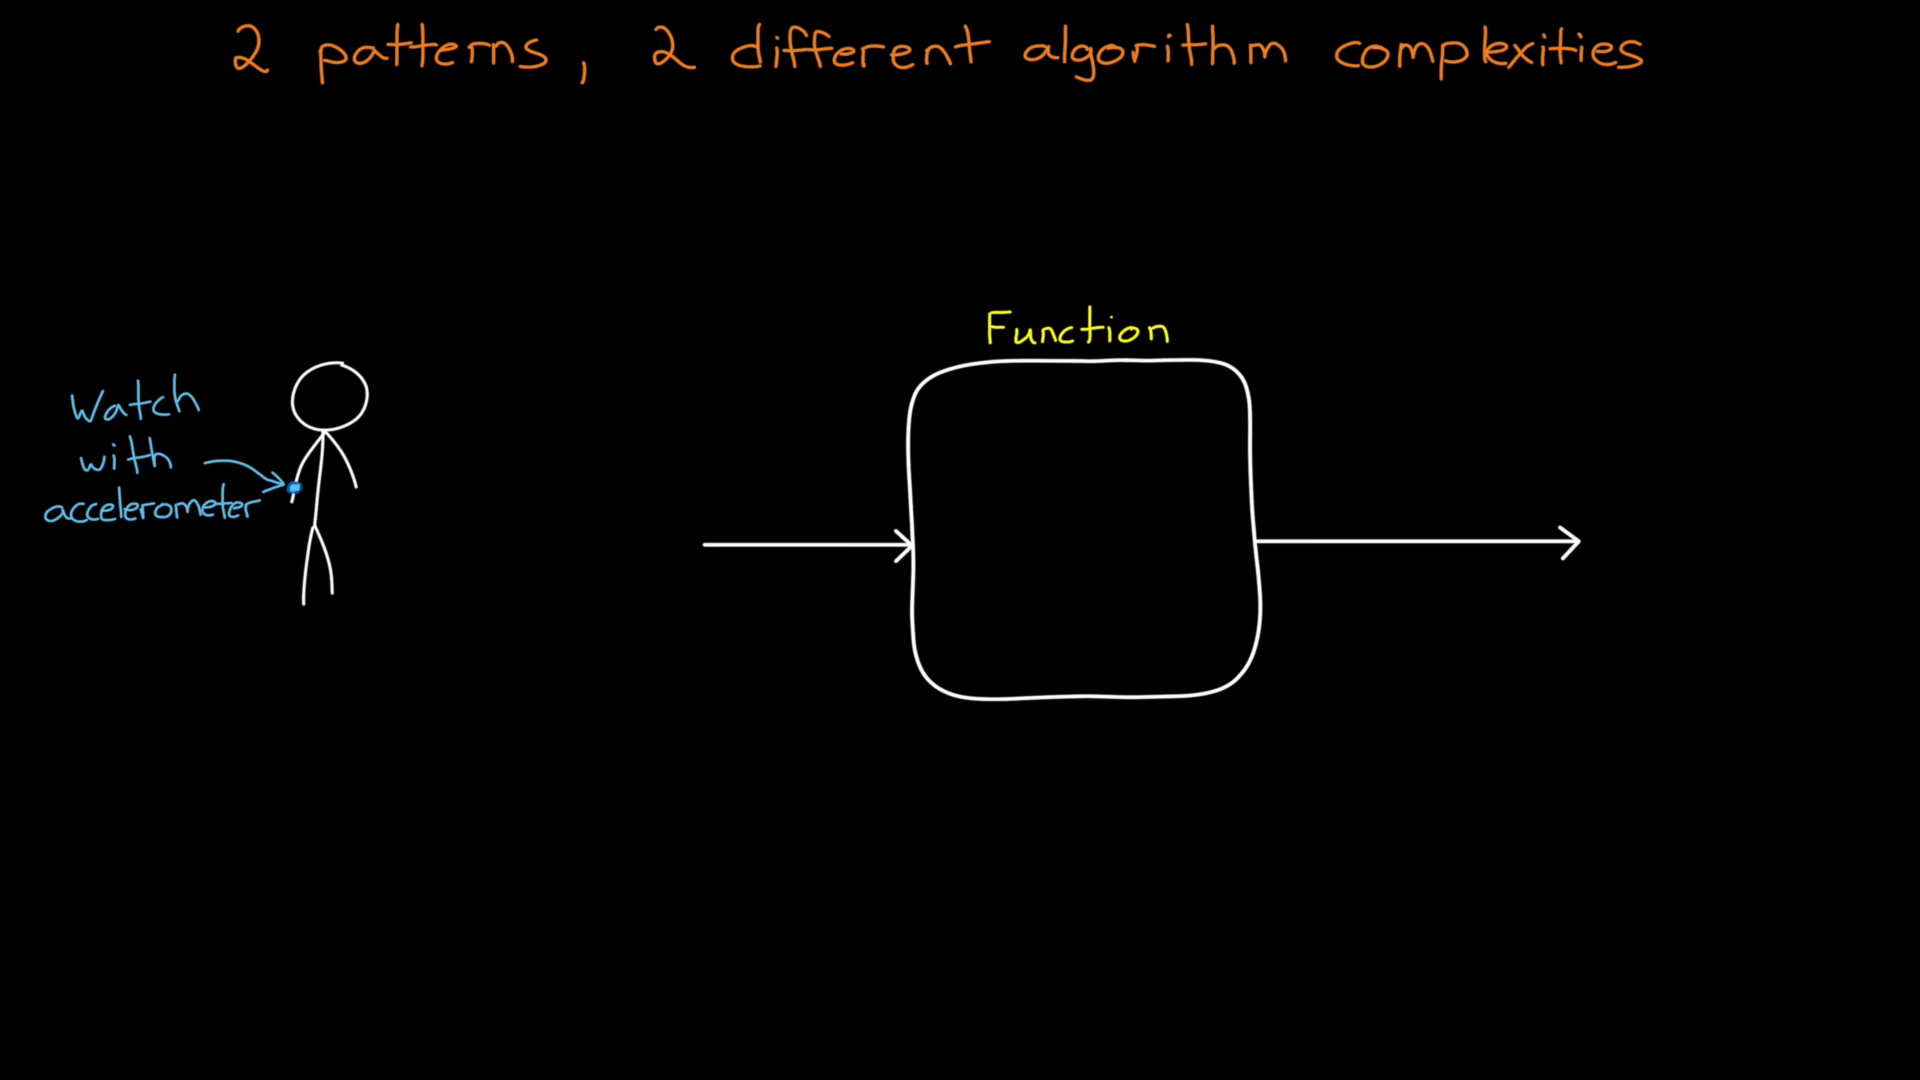 2 patterns, 2 different algorithm complexities
Function
Watch
with
accelerometer